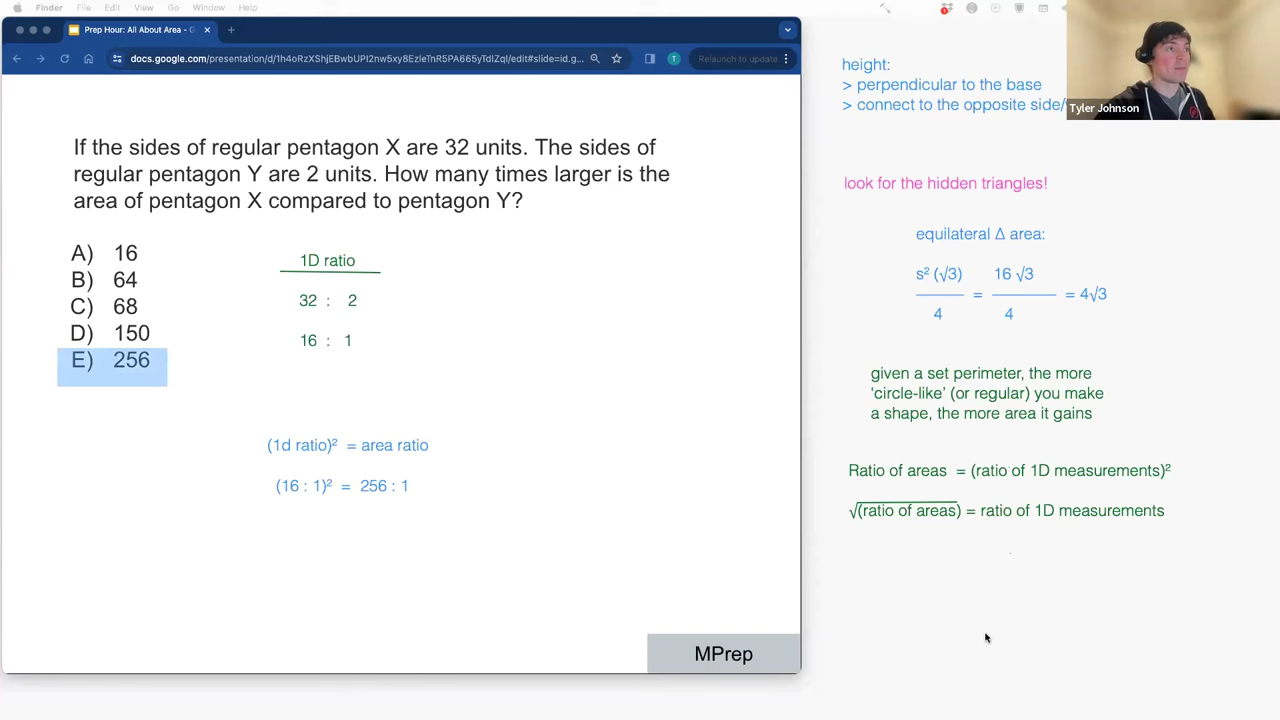 Finder File Edit View Go Window Help
Prep Hour: All About Area - G
docs.google.com/presentation/d/1h4oRzXShjEBwbUPI2nw5xy8EzleTnR5PA665yTdIZqI/edit#slide=id.g...
T
Relaunch to update
If the sides of regular pentagon X are 32 units. The sides of
regular pentagon Y are 2 units. How many times larger is the
area of pentagon X compared to pentagon Y?
A) 16
B) 64
C) 68
D) 150
E) 256
1D ratio
32 : 2
16 : 1
(1d ratio)² = area ratio
(16 : 1)² = 256 : 1
MPrep
height:
> perpendicular to the base
> connect to the opposite side/
Tyler Johnson
look for the hidden triangles!
equilateral Δ area:
s² (√3) 16 √3
= = 4√3
4 4
given a set perimeter, the more
‘circle-like’ (or regular) you make
a shape, the more area it gains
Ratio of areas = (ratio of 1D measurements)²
√(ratio of areas) = ratio of 1D measurements